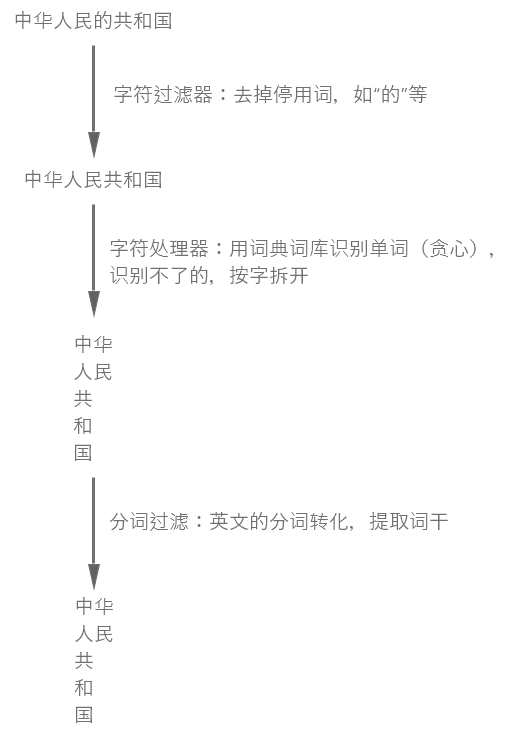 中华人民的共和国
字符过滤器：去掉停用词，如“的”等
中华人民共和国
字符处理器：用词典词库识别单词（贪心），
识别不了的，按字拆开
中华
人民
共
和
国
分词过滤：英文的分词转化，提取词干
中华
人民
共
和
国